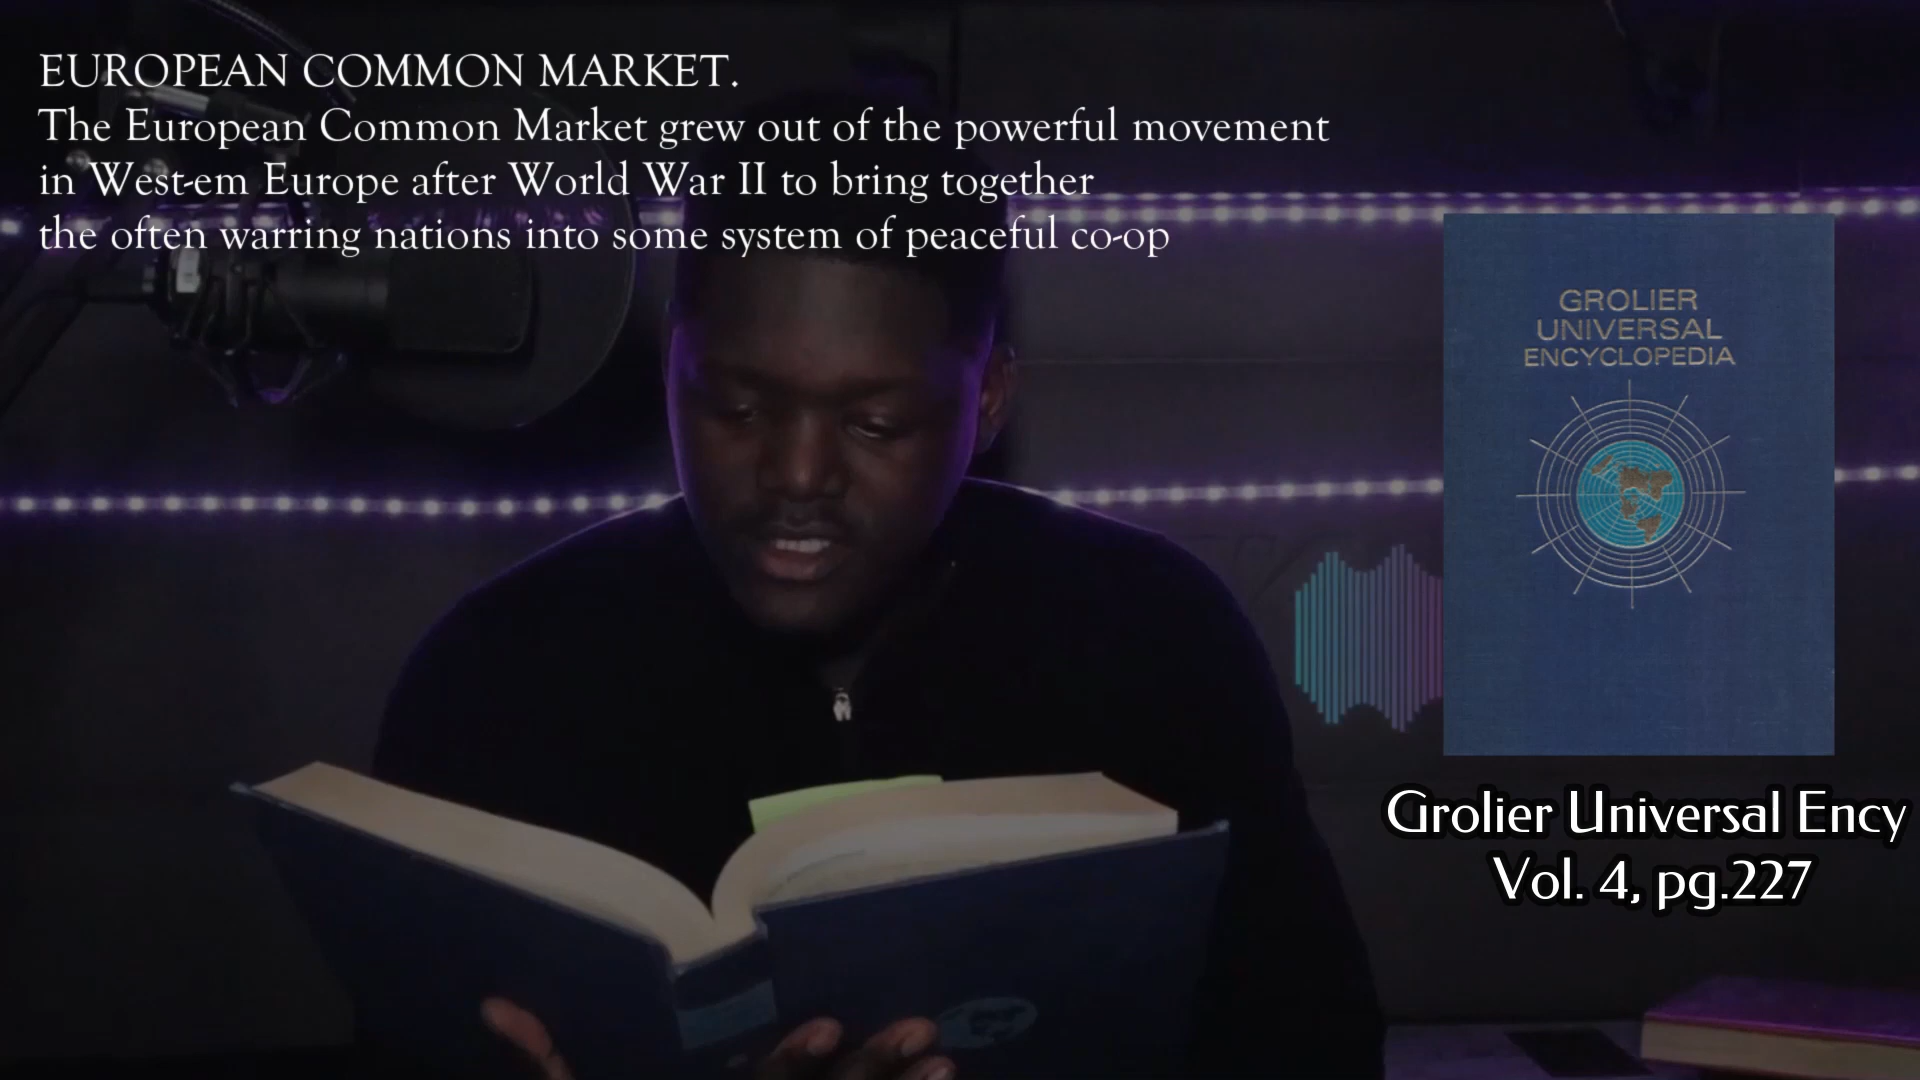 EUROPEAN COMMON MARKET.
The European Common Market grew out of the powerful movement
in West-em Europe after World War II to bring together
the often warring nations into some system of peaceful co-op
GROLIER
UNIVERSAL
ENCYCLOPEDIA
Grolier Universal Ency
Vol. 4, pg.227